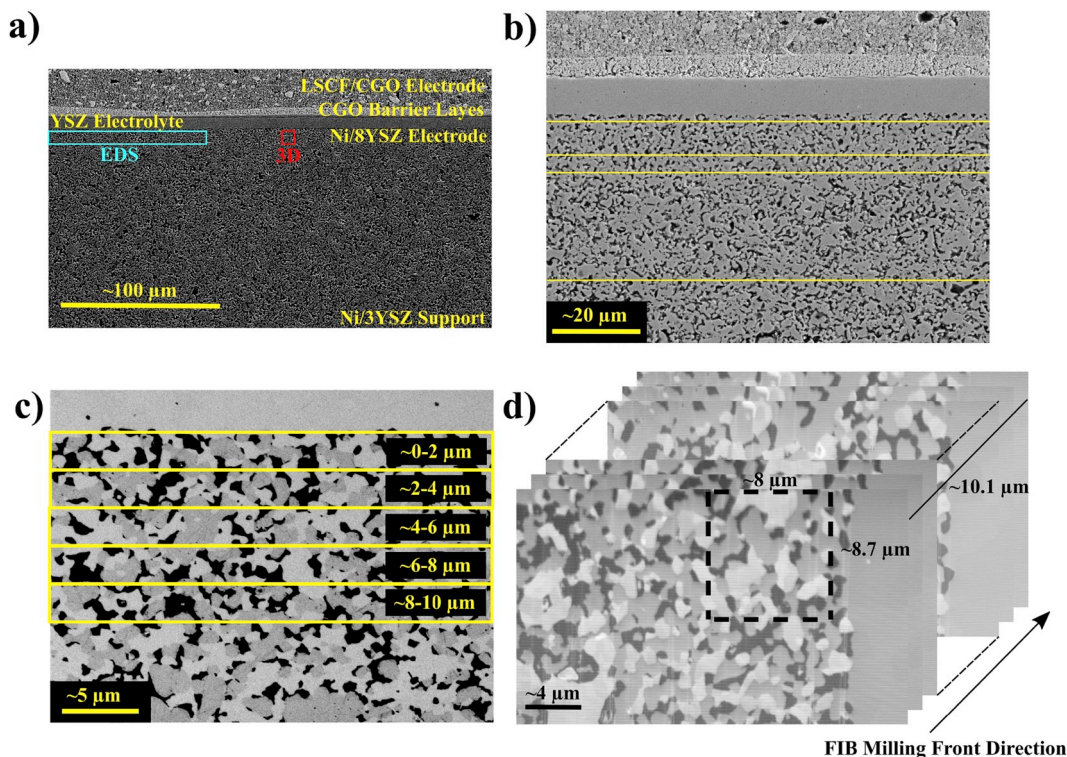 a)
LSCF/CGO Electrode
CGO Barrier Layes
YSZ Electrolyte
Ni/8YSZ Electrode
EDS
3D
~100 µm
Ni/3YSZ Support
b)
~20 µm
c)
~0-2 µm
~2-4 µm
~4-6 µm
~6-8 µm
~8-10 µm
~5 µm
d)
~8 µm
~10.1 µm
~8.7 µm
~4 µm
FIB Milling Front Direction